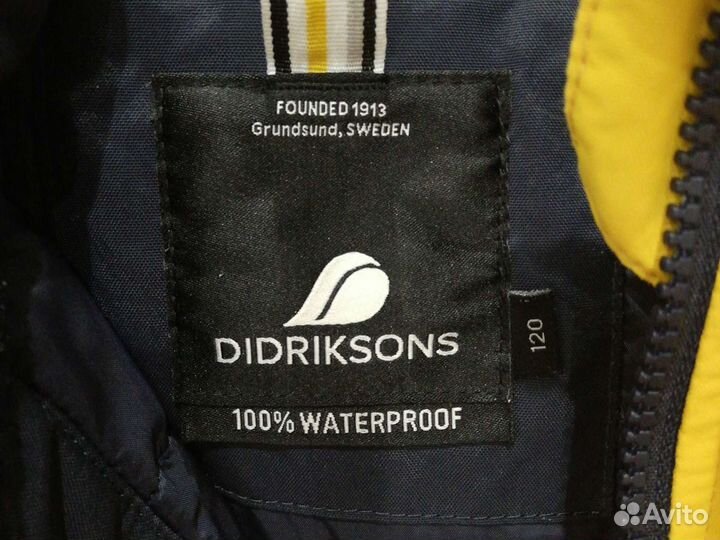 FOUNDED 1913
Grundsund, SWEDEN
DIDRIKSONS
120
100% WATERPROOF
Avito